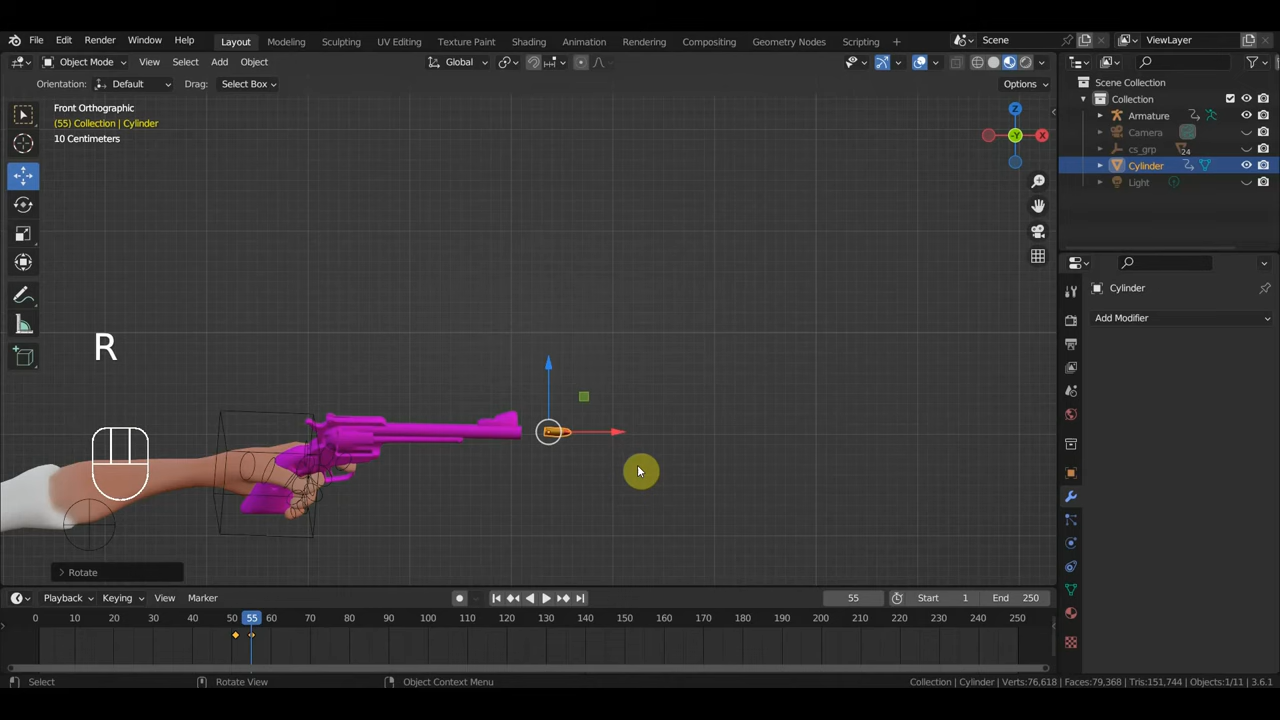 File Edit Render Window Help Layout Modeling Sculpting UV Editing Texture Paint Shading Animation Rendering Compositing Geometry Nodes Scripting + Scene ViewLayer
Object Mode View Select Add Object Global
Orientation: Default Drag: Select Box Options
Front Orthographic
(55) Collection | Cylinder
10 Centimeters
Z
X
-Y
R
Rotate
Scene Collection
Collection
Armature
Camera
cs_grp 24
Cylinder
Light
Cylinder
Add Modifier
Playback Keying View Marker 55 Start 1 End 250
0 10 20 30 40 50 55 60 70 80 90 100 110 120 130 140 150 160 170 180 190 200 210 220 230 240 250
Select Rotate View Object Context Menu Collection | Cylinder | Verts:76,618 | Faces:79,368 | Tris:151,744 | Objects:1/11 | 3.6.1